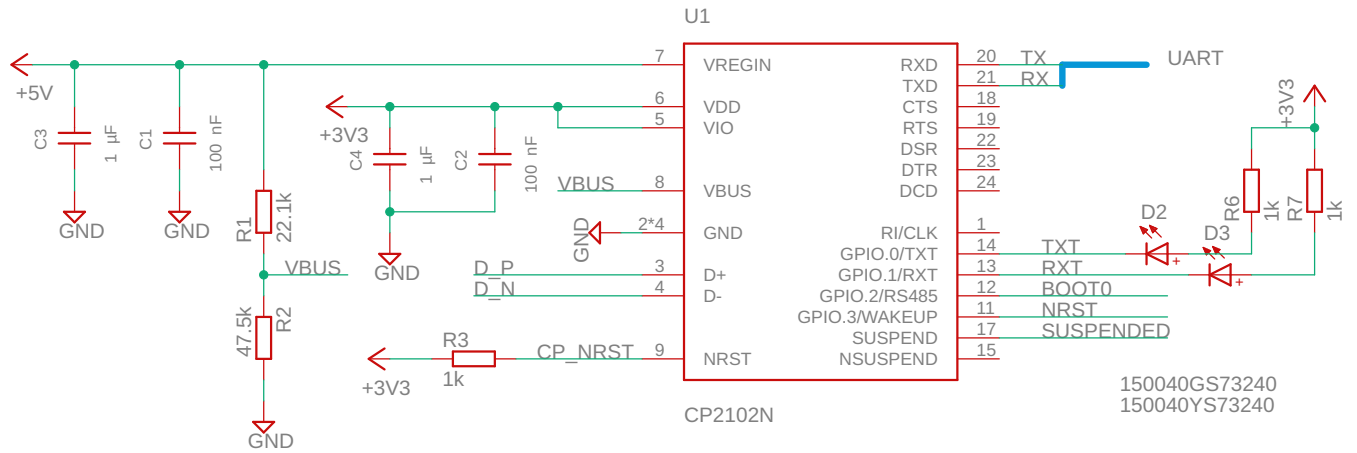 U1
7
VREGIN
RXD
20
TX
UART
+5V
TXD
21
RX
6
VDD
CTS
18
+3V3
5
VIO
RTS
19
+3V3
C3
1 µF
C1
100 nF
C4
1 µF
C2
100 nF
DSR
22
DTR
23
VBUS
8
VBUS
DCD
24
R1
22.1k
GND
GND
GND
2*4
GND
RI/CLK
1
D2
R6
1k
R7
1k
GPIO.0/TXT
14
TXT
D3
+
VBUS
GND
D_P
3
D+
GPIO.1/RXT
13
RXT
+
D_N
4
D-
GPIO.2/RS485
12
BOOT0
47.5k
R2
GPIO.3/WAKEUP
11
NRST
SUSPEND
17
SUSPENDED
R3
CP_NRST
9
NRST
NSUSPEND
15
+3V3
1k
150040GS73240
150040YS73240
CP2102N
GND